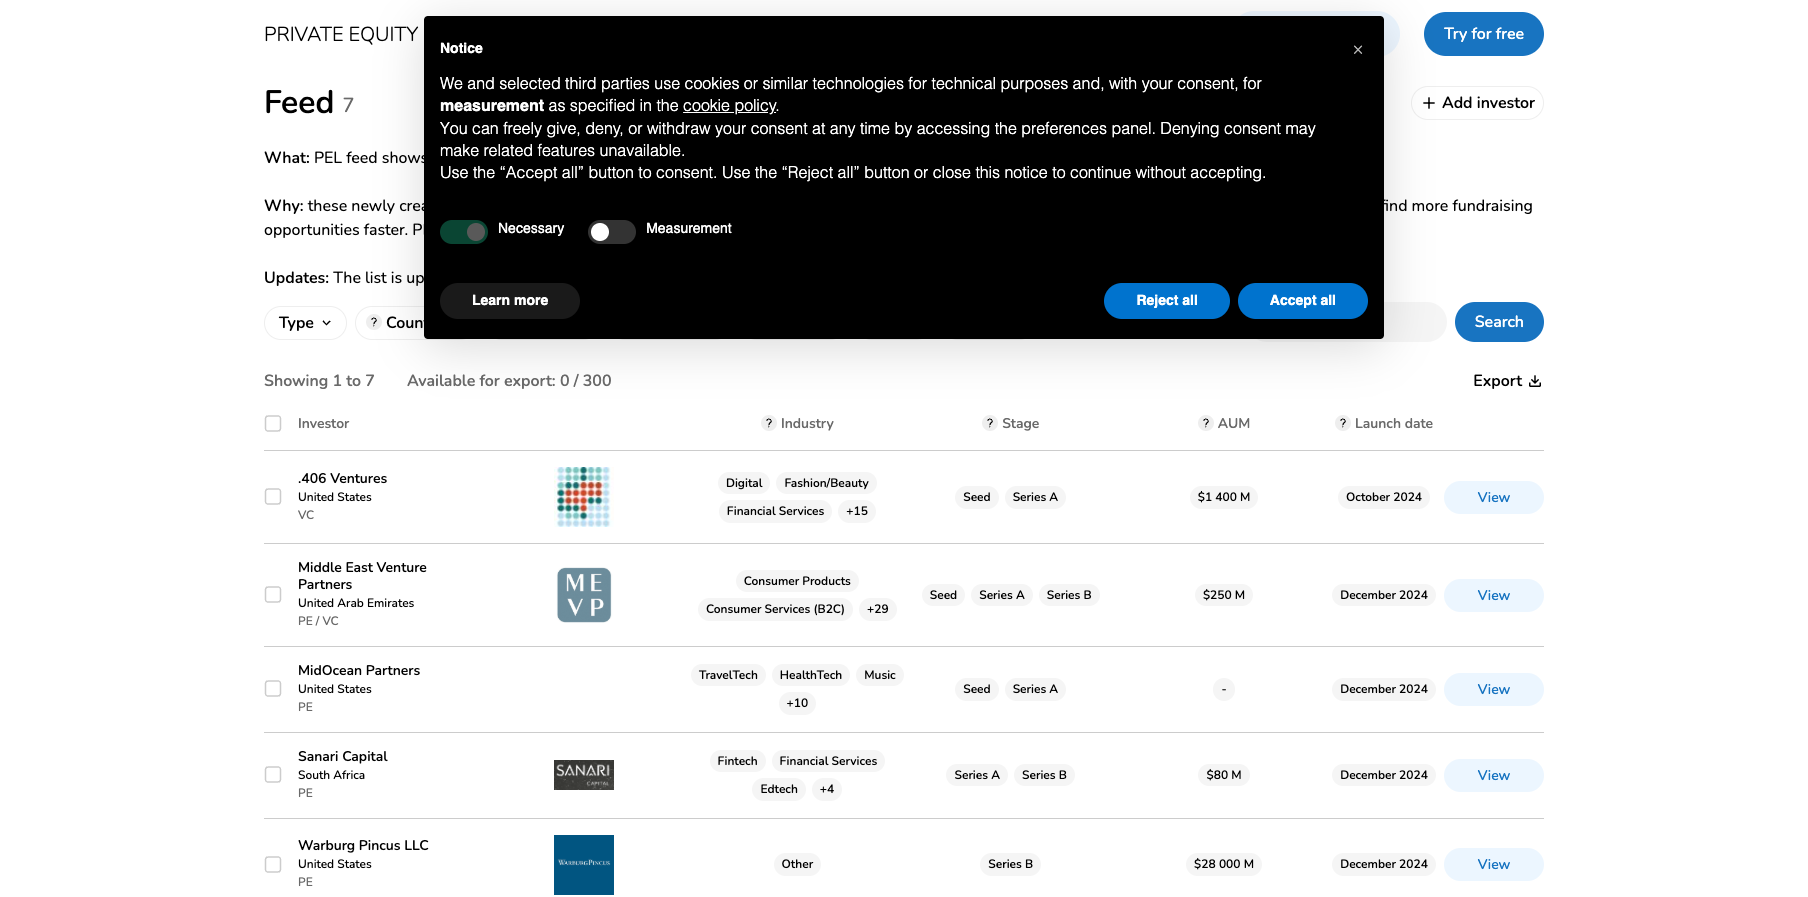 PRIVATE EQUITY
Try for free
Notice
×
We and selected third parties use cookies or similar technologies for technical purposes and, with your consent, for
measurement as specified in the cookie policy.
You can freely give, deny, or withdraw your consent at any time by accessing the preferences panel. Denying consent may
make related features unavailable.
Use the “Accept all” button to consent. Use the “Reject all” button or close this notice to continue without accepting.
Necessary Measurement
Learn more Reject all Accept all
Feed 7
+ Add investor
What: PEL feed shows
Why: these newly crea
find more fundraising
opportunities faster. P
Updates: The list is up
Type ? Coun
Search
Showing 1 to 7 Available for export: 0 / 300 Export
Investor ? Industry ? Stage ? AUM ? Launch date
.406 Ventures
United States
VC
Digital Fashion/Beauty
Financial Services +15
Seed Series A $1 400 M October 2024 View
Middle East Venture
Partners
United Arab Emirates
PE / VC
ME
VP
Consumer Products
Consumer Services (B2C) +29
Seed Series A Series B $250 M December 2024 View
MidOcean Partners
United States
PE
TravelTech HealthTech Music
+10
Seed Series A - December 2024 View
Sanari Capital
South Africa
PE
SANARI
CAPITAL
Fintech Financial Services
Edtech +4
Series A Series B $80 M December 2024 View
Warburg Pincus LLC
United States
PE
WARBURG PINCUS
Other Series B $28 000 M December 2024 View